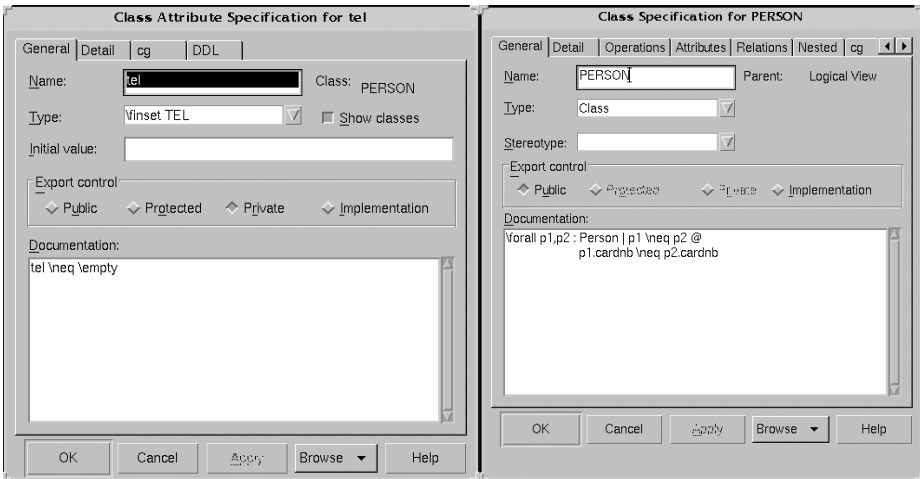 Class Attribute Specification for tel
General Detail cg DDL
Name: tel Class: PERSON
Type: \finset TEL Show classes
Initial value:
Export control
Public Protected Private Implementation
Documentation:
tel \neq \empty
OK Cancel Apply Browse Help
Class Specification for PERSON
General Detail Operations Attributes Relations Nested cg
Name: PERSON Parent: Logical View
Type: Class
Stereotype:
Export control
Public Protected Private Implementation
Documentation:
\forall p1,p2 : Person | p1 \neq p2 @
p1.cardnb \neq p2.cardnb
OK Cancel Apply Browse Help